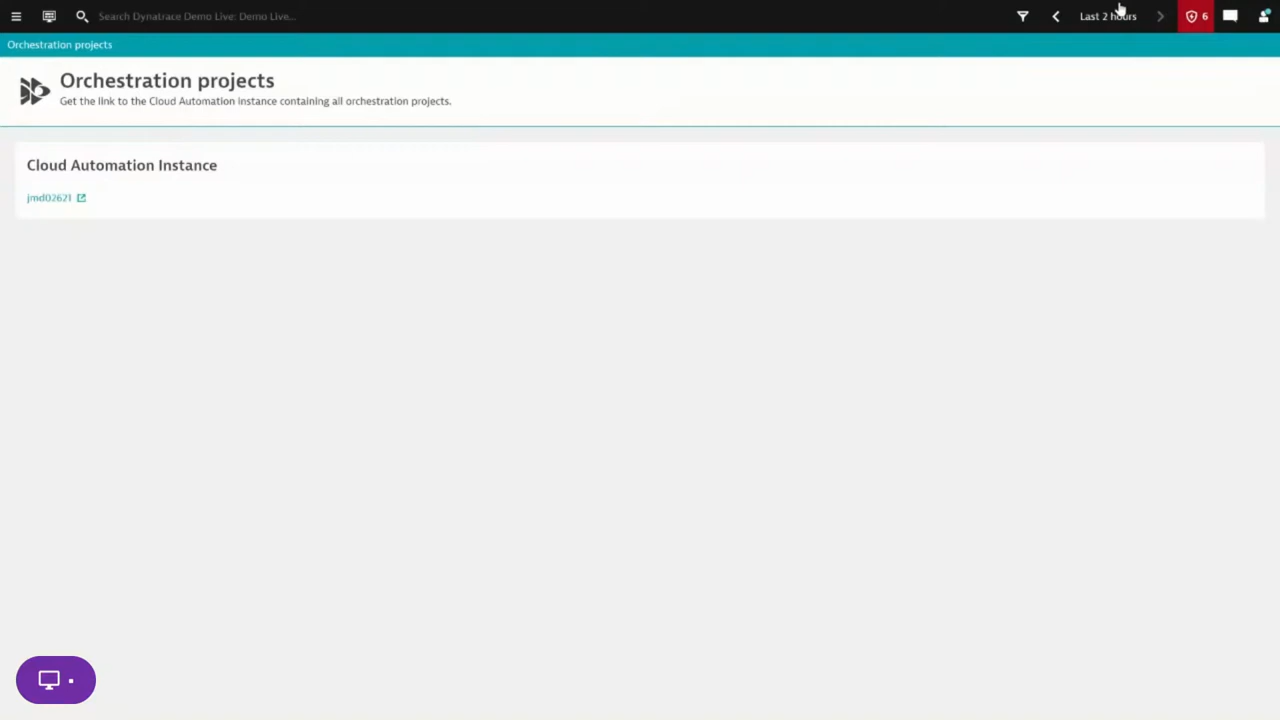 Search Dynatrace Demo Live: Demo Live...
Last 2 hours
6
Orchestration projects
Orchestration projects
Get the link to the Cloud Automation instance containing all orchestration projects.
Cloud Automation Instance
jmd02621